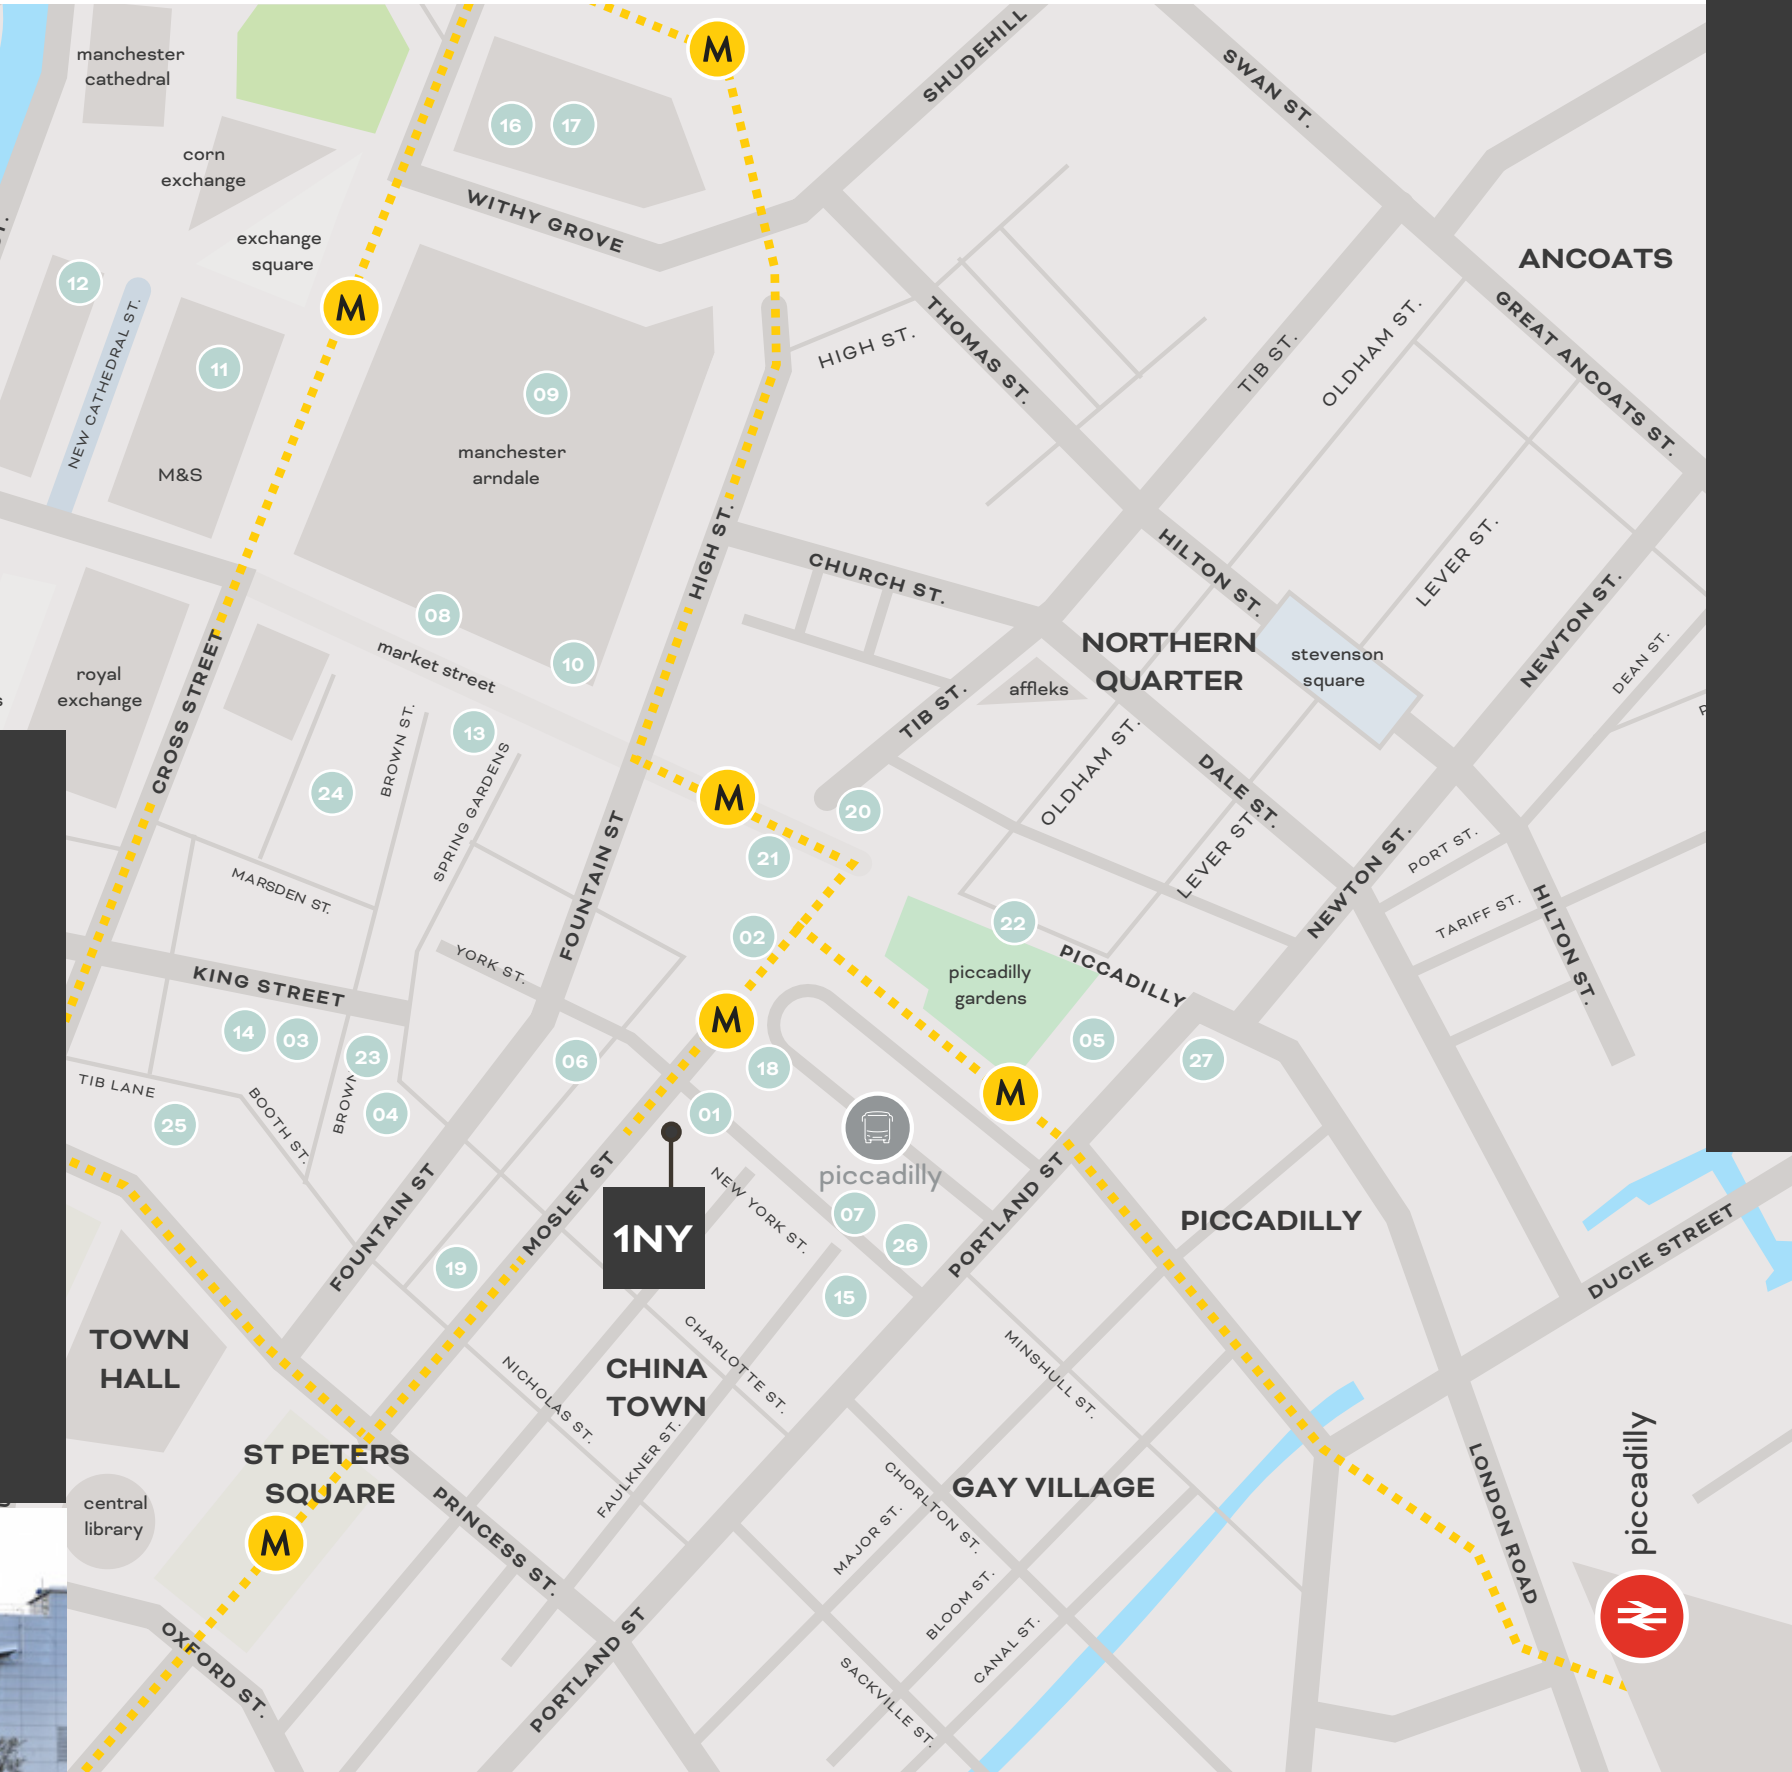 manchester
cathedral
M
SHUDEHILL
SWAN ST.
16
17
corn
exchange
WITHY GROVE
exchange
square
ANCOATS
12
M
NEW CATHEDRAL ST.
11
HIGH ST.
THOMAS ST.
TIB ST.
OLDHAM ST.
GREAT ANCOATS ST.
09
manchester
arndale
M&S
HIGH ST.
CHURCH ST.
HILTON ST.
LEVER ST.
NEWTON ST.
08
market street
10
NORTHERN
QUARTER
stevenson
square
DEAN ST.
royal
exchange
CROSS STREET
affleks
TIB ST.
13
BROWN ST.
SPRING GARDENS
24
M
20
21
OLDHAM ST.
DALE ST.
LEVER ST.
NEWTON ST.
PORT ST.
TARIFF ST.
HILTON ST.
MARSDEN ST.
FOUNTAIN ST
02
22
PICCADILLY
piccadilly
gardens
YORK ST.
KING STREET
14
03
23
M
06
18
05
27
TIB LANE
BOOTH ST.
BROWN
04
25
01
M
piccadilly
NEW YORK ST.
07
26
15
FOUNTAIN ST
MOSLEY ST
1NY
PORTLAND ST
PICCADILLY
DUCIE STREET
19
TOWN
HALL
CHINA
TOWN
CHARLOTTE ST.
NICHOLAS ST.
MINSHULL ST.
FAULKNER ST.
ST PETERS
SQUARE
central
library
M
PRINCESS ST.
GAY VILLAGE
CHORLTON ST.
MAJOR ST.
BLOOM ST.
CANAL ST.
LONDON ROAD
piccadilly
OXFORD ST.
PORTLAND ST
SACKVILLE ST.